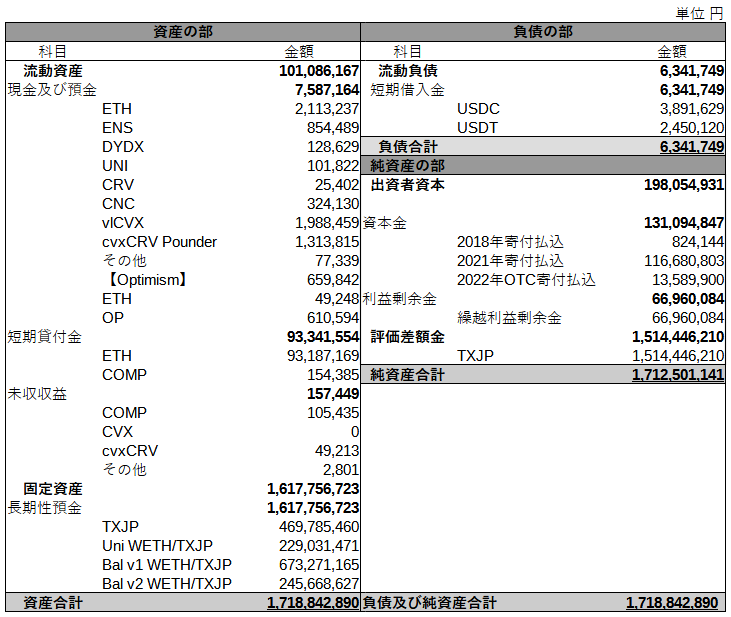 単位 円
資産の部 負債の部
科目 金額 科目 金額
流動資産 101,086,167 流動負債 6,341,749
現金及び預金 7,587,164 短期借入金 6,341,749
ETH 2,113,237 USDC 3,891,629
ENS 854,489 USDT 2,450,120
DYDX 128,629 負債合計 6,341,749
UNI 101,822 純資産の部
CRV 25,402 出資者資本 198,054,931
CNC 324,130
vlCVX 1,988,459 資本金 131,094,847
cvxCRV Pounder 1,313,815 2018年寄付払込 824,144
その他 77,339 2021年寄付払込 116,680,803
【Optimism】 659,842 2022年OTC寄付払込 13,589,900
ETH 49,248 利益剰余金 66,960,084
OP 610,594 繰越利益剰余金 66,960,084
短期貸付金 93,341,554 評価差額金 1,514,446,210
ETH 93,187,169 TXJP 1,514,446,210
COMP 154,385 純資産合計 1,712,501,141
未収収益 157,449
COMP 105,435
CVX 0
cvxCRV 49,213
その他 2,801
固定資産 1,617,756,723
長期性預金 1,617,756,723
TXJP 469,785,460
Uni WETH/TXJP 229,031,471
Bal v1 WETH/TXJP 673,271,165
Bal v2 WETH/TXJP 245,668,627
資産合計 1,718,842,890 負債及び純資産合計 1,718,842,890